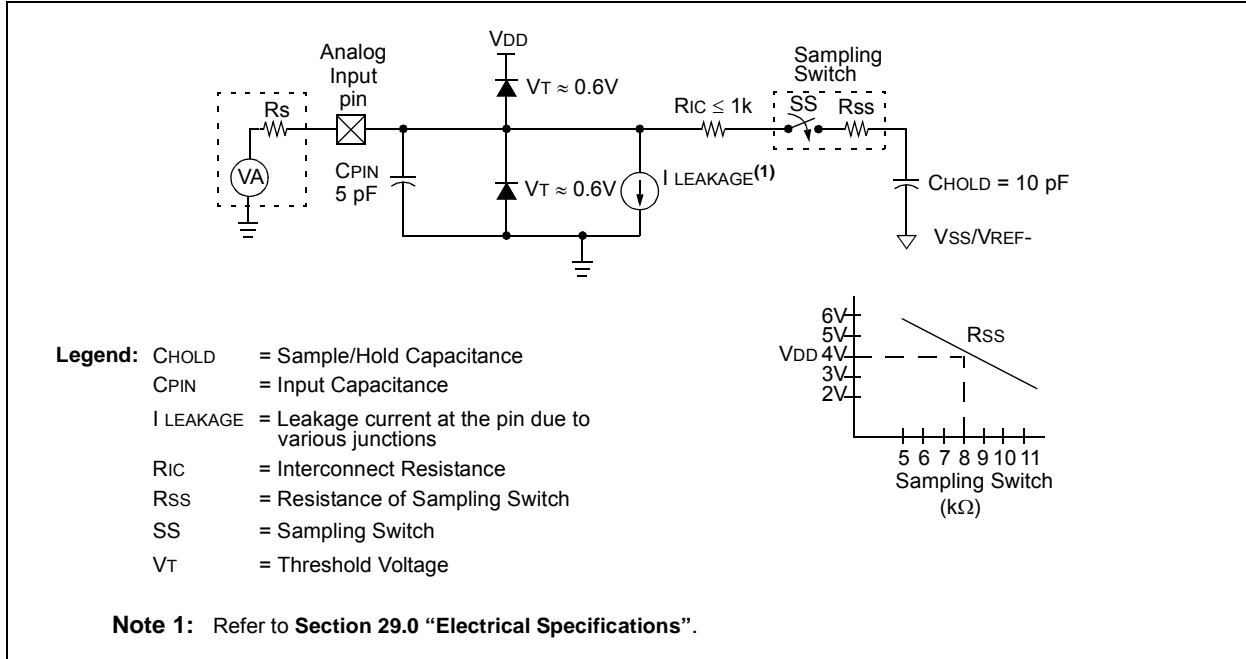 VDD
Analog
Input
pin
Sampling
Switch
VT ≈ 0.6V
RIC ≤ 1k
SS
Rss
Rs
VA
CPIN
5 pF
VT ≈ 0.6V
I LEAKAGE(1)
CHOLD = 10 pF
VSS/VREF-
6V
5V
VDD 4V
3V
2V
RSS
5 6 7 8 9 10 11
Sampling Switch
(kΩ)
Legend: CHOLD = Sample/Hold Capacitance
CPIN = Input Capacitance
I LEAKAGE = Leakage current at the pin due to
various junctions
RIC = Interconnect Resistance
RSS = Resistance of Sampling Switch
SS = Sampling Switch
VT = Threshold Voltage
Note 1: Refer to Section 29.0 “Electrical Specifications”.